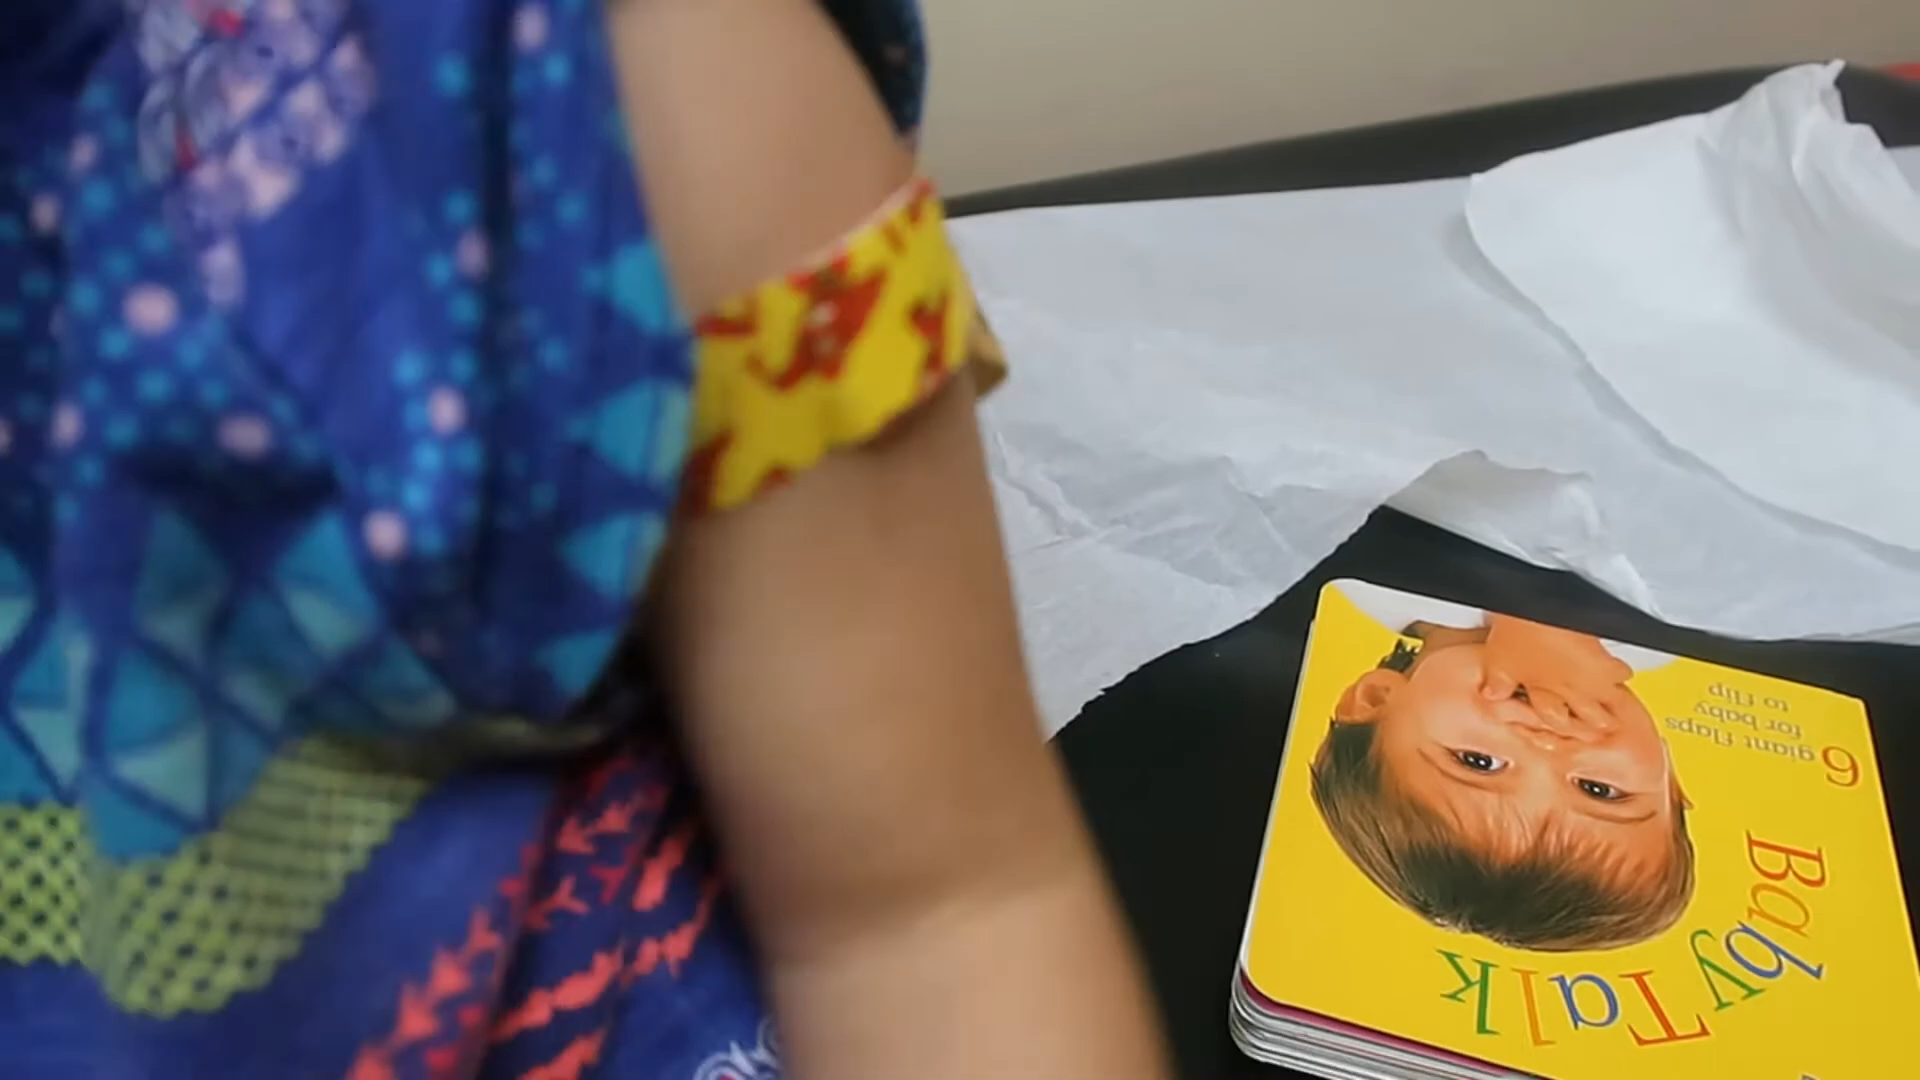 Baby Talk
6 giant flaps
for baby
to flip